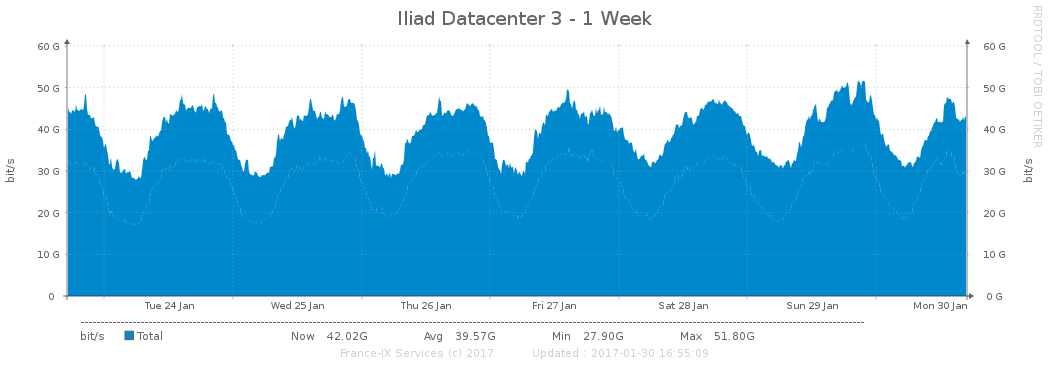 Iliad Datacenter 3 - 1 Week
RRDTOOL / TOBI OETIKER
bit/s
60 G
50 G
40 G
30 G
20 G
10 G
0
60 G
50 G
40 G
30 G
20 G
10 G
0 G
bit/s
Tue 24 Jan Wed 25 Jan Thu 26 Jan Fri 27 Jan Sat 28 Jan Sun 29 Jan Mon 30 Jan
bit/s Total Now 42.02G Avg 39.57G Min 27.90G Max 51.80G
France-IX Services (c) 2017 Updated : 2017-01-30 16:55:09